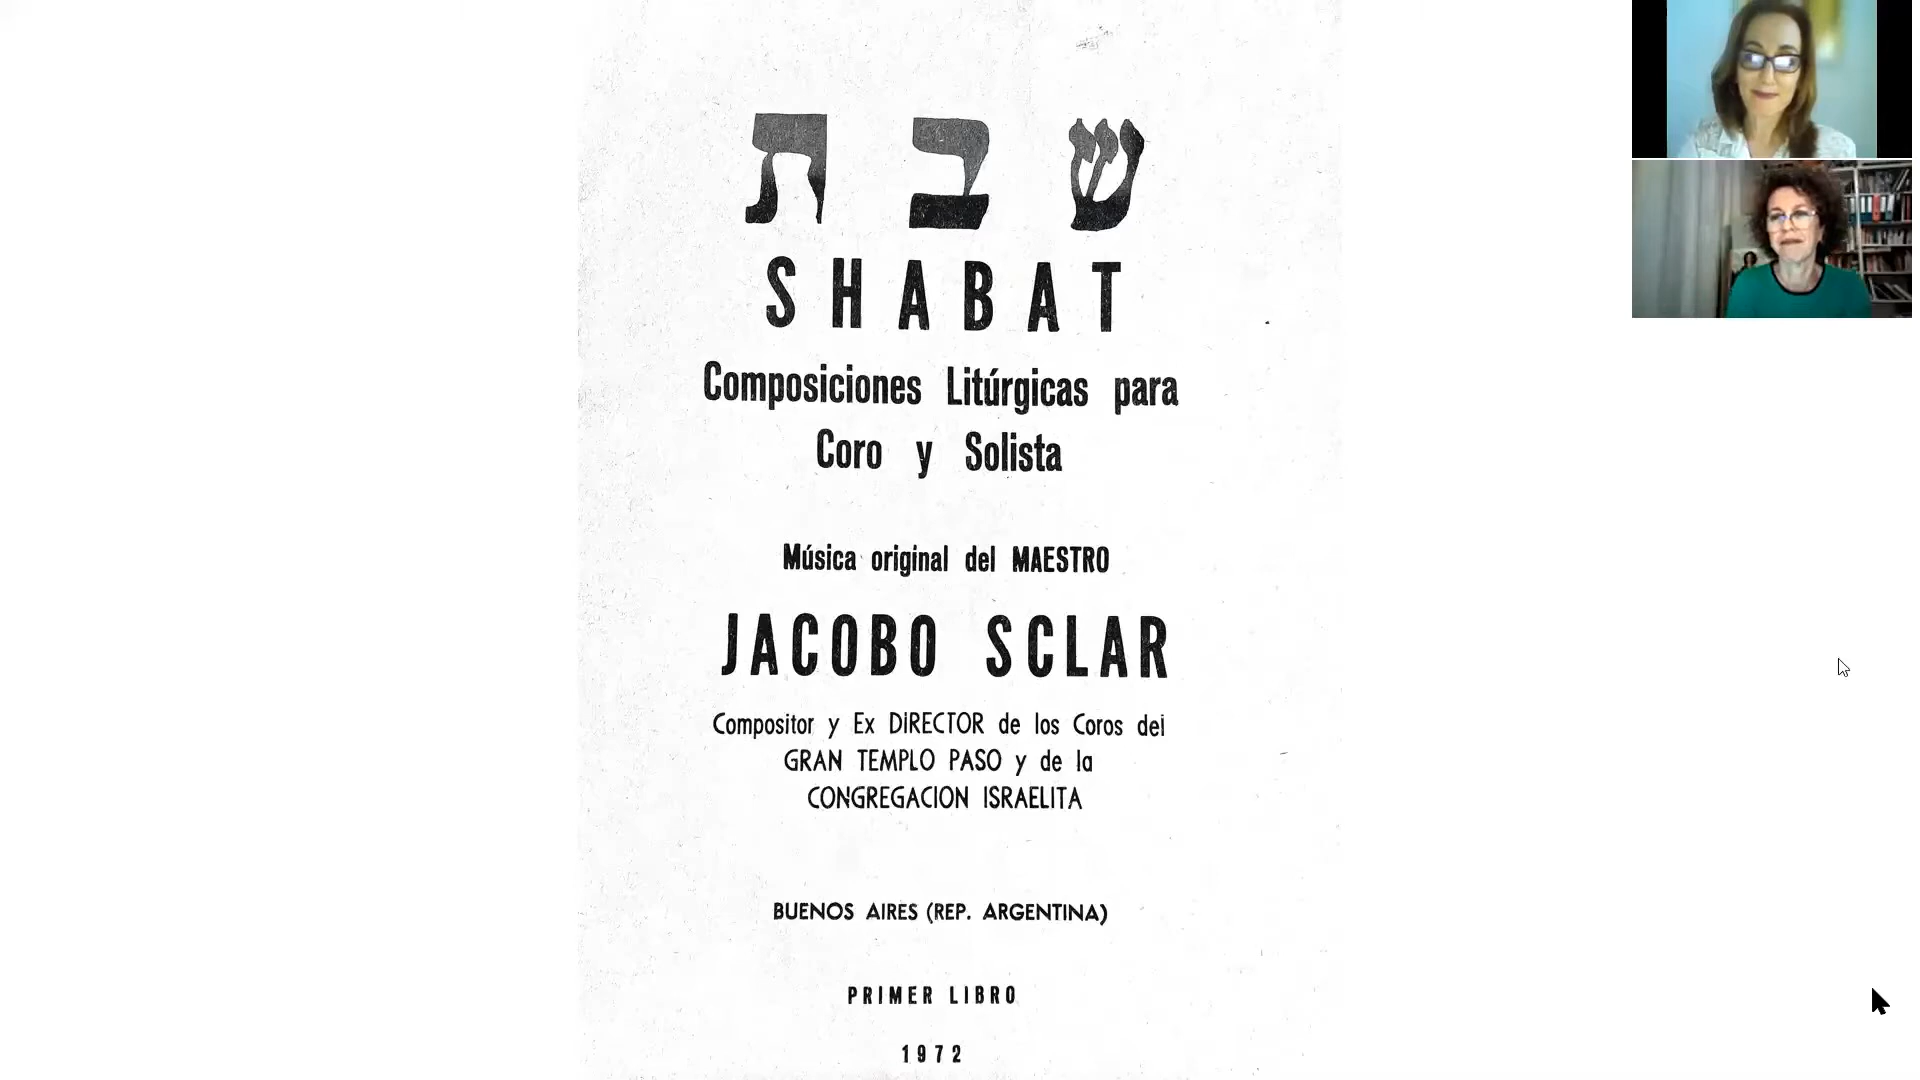 שבת
SHABAT
Composiciones Litúrgicas para
Coro y Solista
Música original del MAESTRO
JACOBO SCLAR
Compositor y Ex DIRECTOR de los Coros del
GRAN TEMPLO PASO y de la
CONGREGACION ISRAELITA
BUENOS AIRES (REP. ARGENTINA)
PRIMER LIBRO
1972